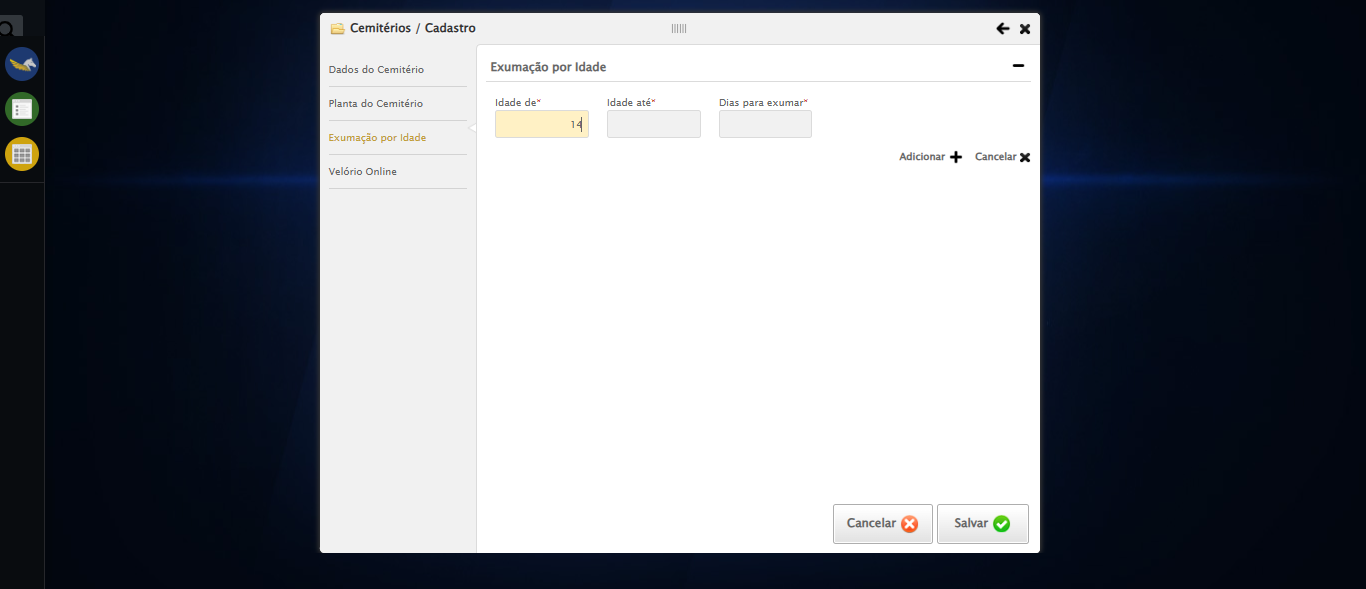 Cemitérios / Cadastro
Dados do Cemitério
Planta do Cemitério
Exumação por Idade
Velório Online
Exumação por Idade
Idade de* Idade até* Dias para exumar*
14
Adicionar Cancelar
Cancelar Salvar